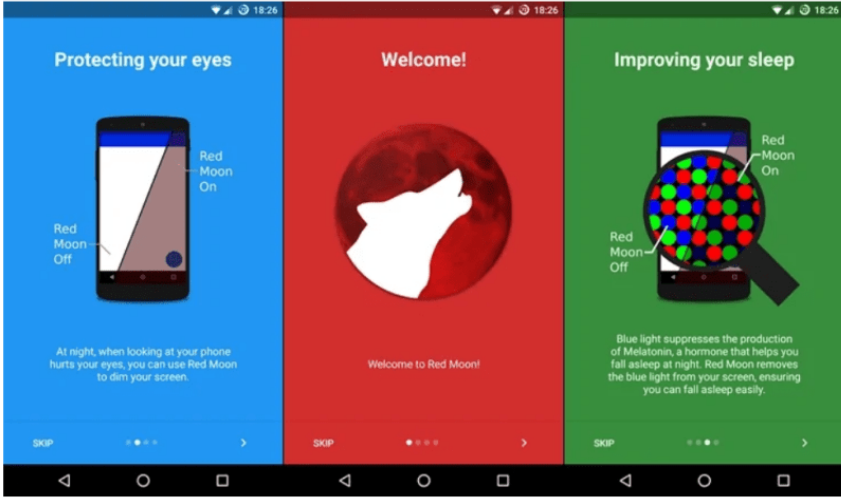 18:26
Protecting your eyes
Red
Moon
On
Red
Moon
Off
At night, when looking at your phone
hurts your eyes, you can use Red Moon
to dim your screen.
SKIP
18:26
Welcome!
Welcome to Red Moon!
SKIP
18:26
Improving your sleep
Red
Moon
On
Red
Moon
Off
Blue light suppresses the production
of Melatonin, a hormone that helps you
fall asleep at night. Red Moon removes
the blue light from your screen, ensuring
you can fall asleep easily.
SKIP